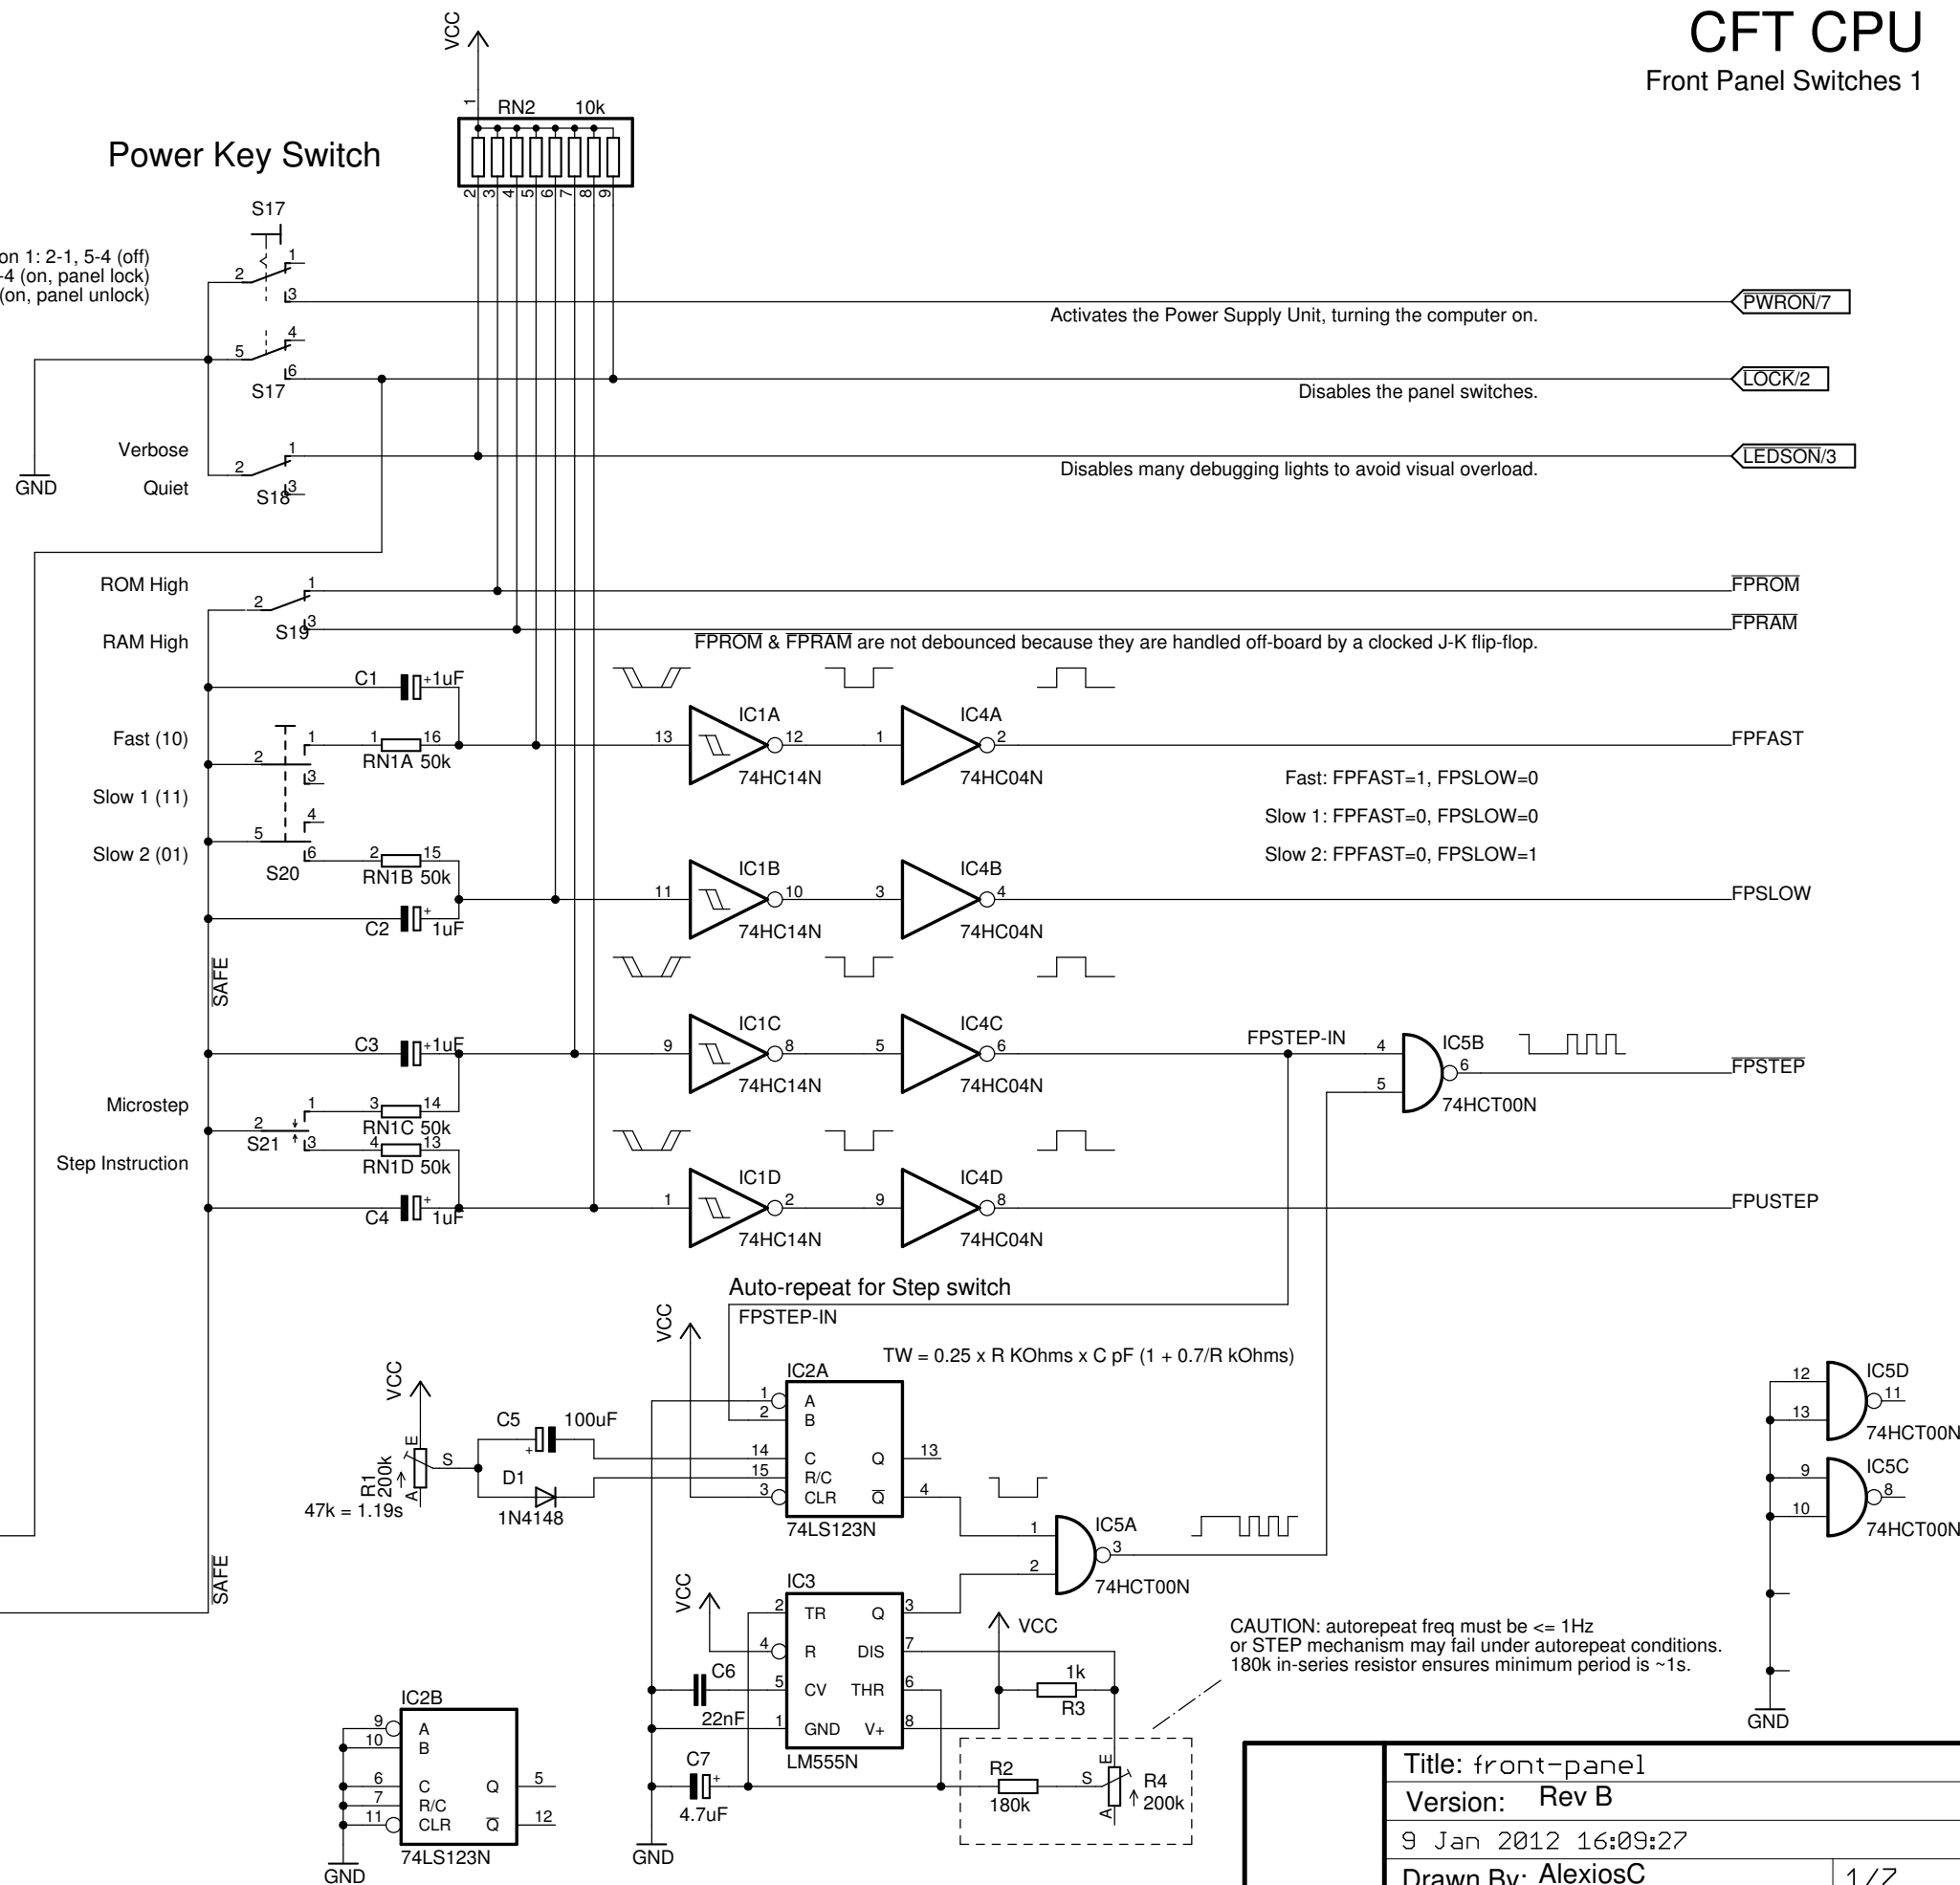 CFT CPU
Front Panel Switches 1
VCC
1
RN2 10k
2 3 4 5 6 7 8 9
Power Key Switch
S17
on 1: 2-1, 5-4 (off)
-4 (on, panel lock)
(on, panel unlock)
2 1
3
PWRON/7
Activates the Power Supply Unit, turning the computer on.
5 4
6
S17
LOCK/2
Disables the panel switches.
GND
Verbose
Quiet
2 1
3
S18
LEDSON/3
Disables many debugging lights to avoid visual overload.
ROM High
RAM High
2 1
3
S19
FPROM
FPRAM
FPROM & FPRAM are not debounced because they are handled off-board by a clocked J-K flip-flop.
C1 +1uF
Fast (10)
Slow 1 (11)
Slow 2 (01)
2 1
3
5 4
6
S20
1 16
RN1A 50k
2 15
RN1B 50k
C2 + 1uF
13 IC1A 12
74HC14N
1 IC4A 2
74HC04N
FPFAST
Fast: FPFAST=1, FPSLOW=0
Slow 1: FPFAST=0, FPSLOW=0
Slow 2: FPFAST=0, FPSLOW=1
11 IC1B 10
74HC14N
3 IC4B 4
74HC04N
FPSLOW
SAFE
C3 +1uF
9 IC1C 8
74HC14N
5 IC4C 6
74HC04N
FPSTEP-IN
4 IC5B 6
5
74HCT00N
FPSTEP
Microstep
Step Instruction
2 1
3
S21
3 14
RN1C 50k
4 13
RN1D 50k
C4 + 1uF
1 IC1D 2
74HC14N
9 IC4D 8
74HC04N
FPUSTEP
Auto-repeat for Step switch
FPSTEP-IN
VCC
TW = 0.25 x R KOhms x C pF (1 + 0.7/R kOhms)
VCC
R1
200k
E
S
A
47k = 1.19s
C5 100uF
+
D1
1N4148
IC2A
1 A
2 B
14 C Q 13
15 R/C
3 CLR Q 4
74LS123N
1 IC5A 3
2
74HCT00N
12 IC5D 11
13
74HCT00N
9 IC5C 8
10
74HCT00N
GND
SAFE
VCC
IC3
2 TR Q 3
4 R DIS 7
5 CV THR 6
1 GND V+ 8
LM555N
C6
22nF
C7
+
4.7uF
GND
VCC
1k
R3
R2
180k
E
S
A
R4
200k
CAUTION: autorepeat freq must be <= 1Hz
or STEP mechanism may fail under autorepeat conditions.
180k in-series resistor ensures minimum period is ~1s.
IC2B
9 A
10 B
6 C Q 5
7 R/C
11 CLR Q 12
74LS123N
GND
Title: front-panel
Version: Rev B
9 Jan 2012 16:09:27
Drawn By: AlexiosC
1/7